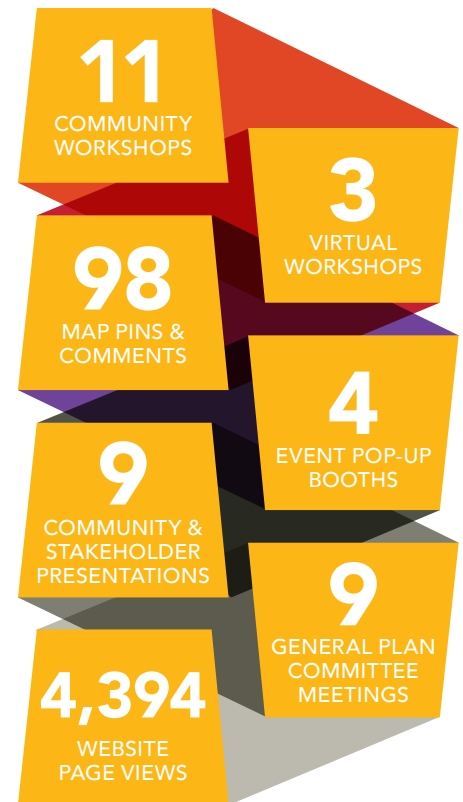 11
COMMUNITY
WORKSHOPS
3
VIRTUAL
WORKSHOPS
98
MAP PINS &
COMMENTS
4
EVENT POP-UP
BOOTHS
9
COMMUNITY &
STAKEHOLDER
PRESENTATIONS
9
GENERAL PLAN
COMMITTEE
MEETINGS
4,394
WEBSITE
PAGE VIEWS